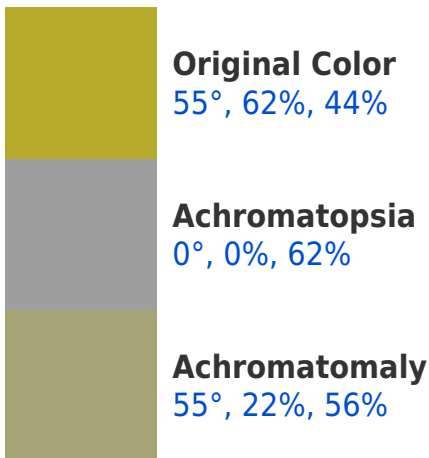 Original Color
55°, 62%, 44%
Achromatopsia
0°, 0%, 62%
Achromatomaly
55°, 22%, 56%